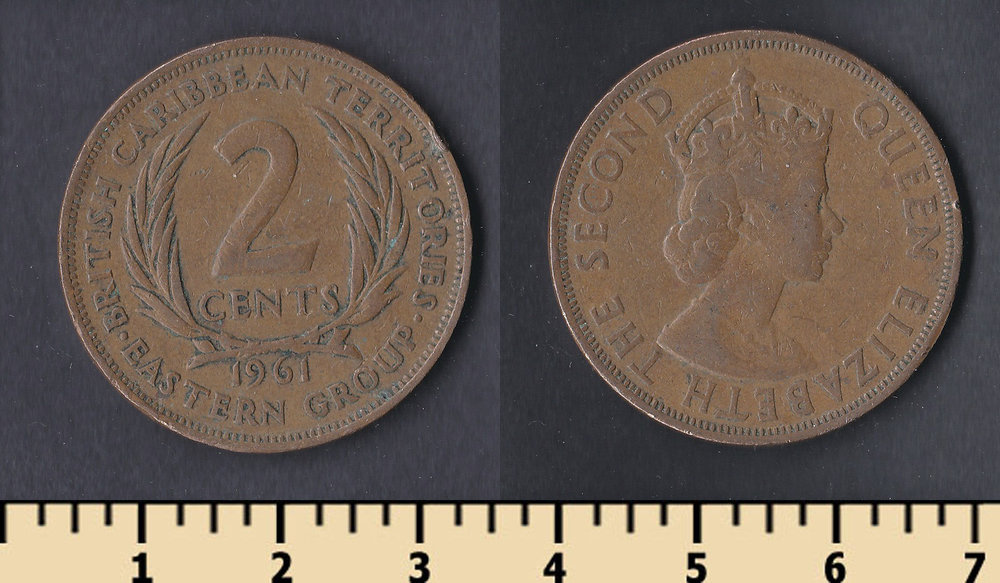 BRITISH CARIBBEAN TERRITORIES · EASTERN GROUP ·
2
CENTS
1961
QUEEN ELIZABETH THE SECOND
1 2 3 4 5 6 7